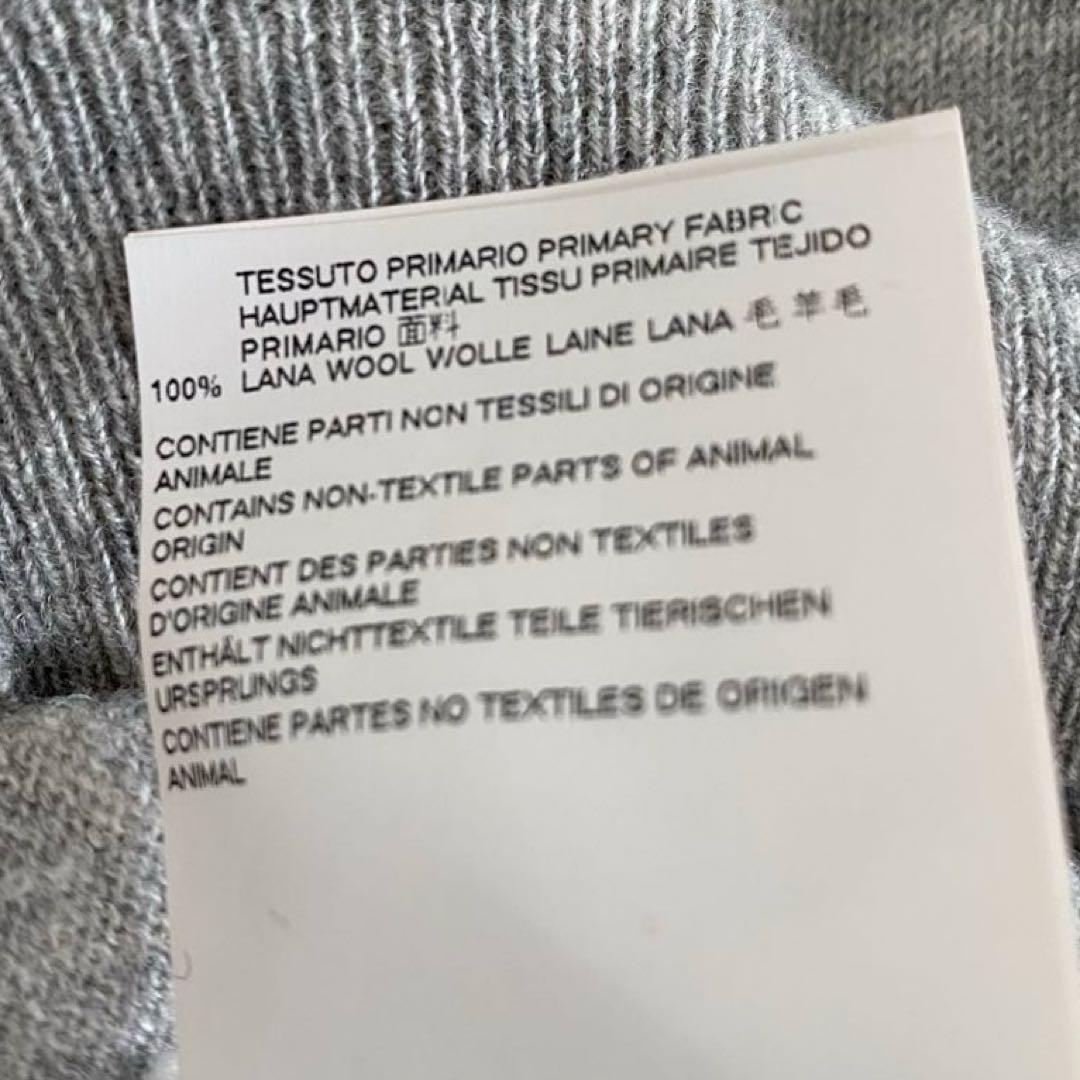 TESSUTO PRIMARIO PRIMARY FABRIC
HAUPTMATERIAL TISSU PRIMAIRE TEJIDO
PRIMARIO 面料
100% LANA WOOL WOLLE LAINE LANA 毛 羊毛
CONTIENE PARTI NON TESSILI DI ORIGINE
ANIMALE
CONTAINS NON-TEXTILE PARTS OF ANIMAL
ORIGIN
CONTIENT DES PARTIES NON TEXTILES
D'ORIGINE ANIMALE
ENTHÄLT NICHTTEXTILE TEILE TIERISCHEN
URSPRUNGS
CONTIENE PARTES NO TEXTILES DE ORIGEN
ANIMAL